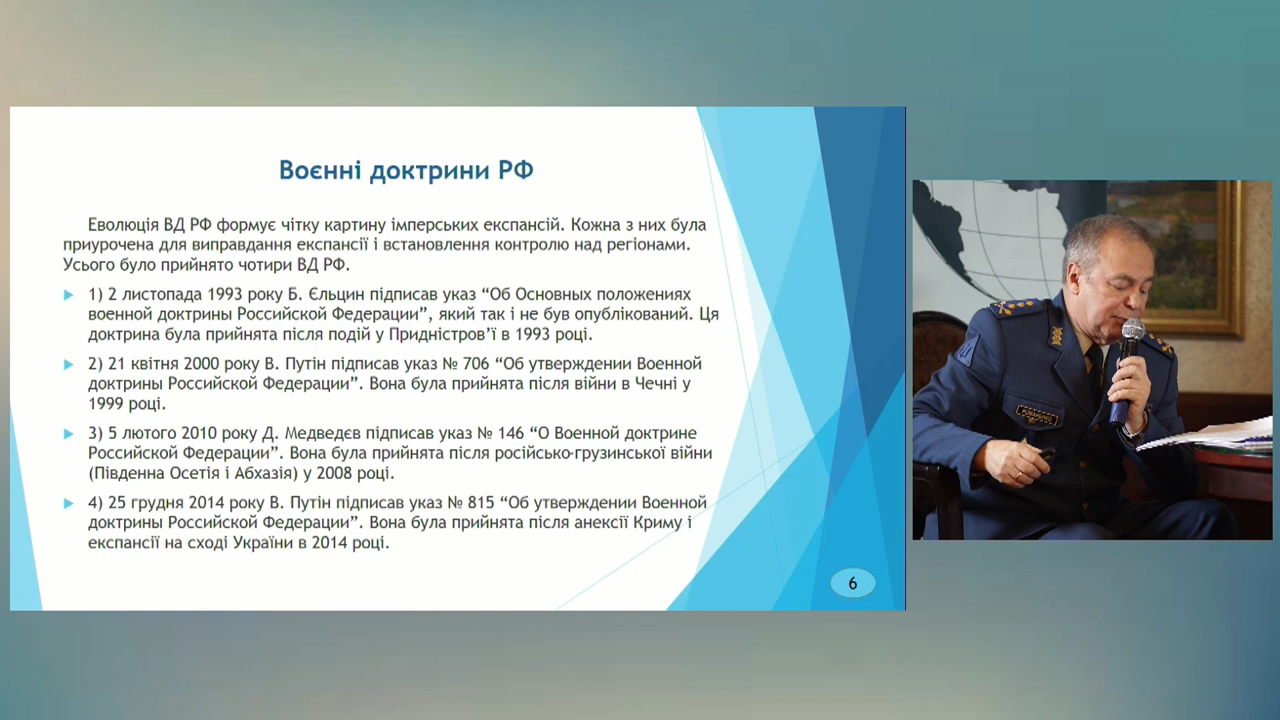 Воєнні доктрини РФ
Еволюція ВД РФ формує чітку картину імперських експансій. Кожна з них була
приурочена для виправдання експансії і встановлення контролю над регіонами.
Усього було прийнято чотири ВД РФ.
1) 2 листопада 1993 року Б. Єльцин підписав указ “Об Основных положениях
военной доктрины Российской Федерации”, який так і не був опублікований. Ця
доктрина була прийнята після подій у Придністров’ї в 1993 році.
2) 21 квітня 2000 року В. Путін підписав указ № 706 “Об утверждении Военной
доктрины Российской Федерации”. Вона була прийнята після війни в Чечні у
1999 році.
3) 5 лютого 2010 року Д. Медведєв підписав указ № 146 “О Военной доктрине
Российской Федерации”. Вона була прийнята після російсько-грузинської війни
(Південна Осетія і Абхазія) у 2008 році.
4) 25 грудня 2014 року В. Путін підписав указ № 815 “Об утверждении Военной
доктрины Российской Федерации”. Вона була прийнята після анексії Криму і
експансії на сході України в 2014 році.
6